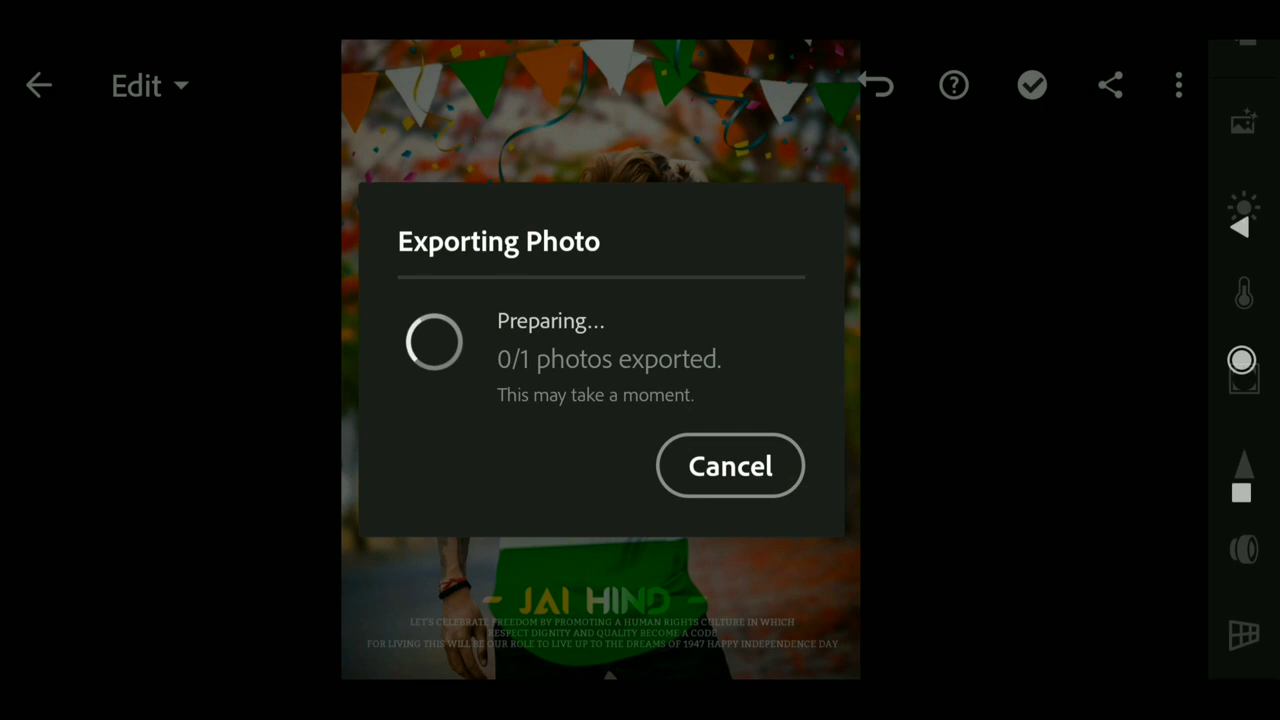 Edit
Exporting Photo
Preparing...
0/1 photos exported.
This may take a moment.
Cancel
- JAI HIND -
LET'S CELEBRATE FREEDOM BY PROMOTING A HUMAN RIGHTS CULTURE IN WHICH
RESPECT DIGNITY AND QUALITY BECOME A CODE
FOR LIVING THIS WILL BE OUR ROLE TO LIVE UP TO THE DREAMS OF 1947 HAPPY INDEPENDENCE DAY